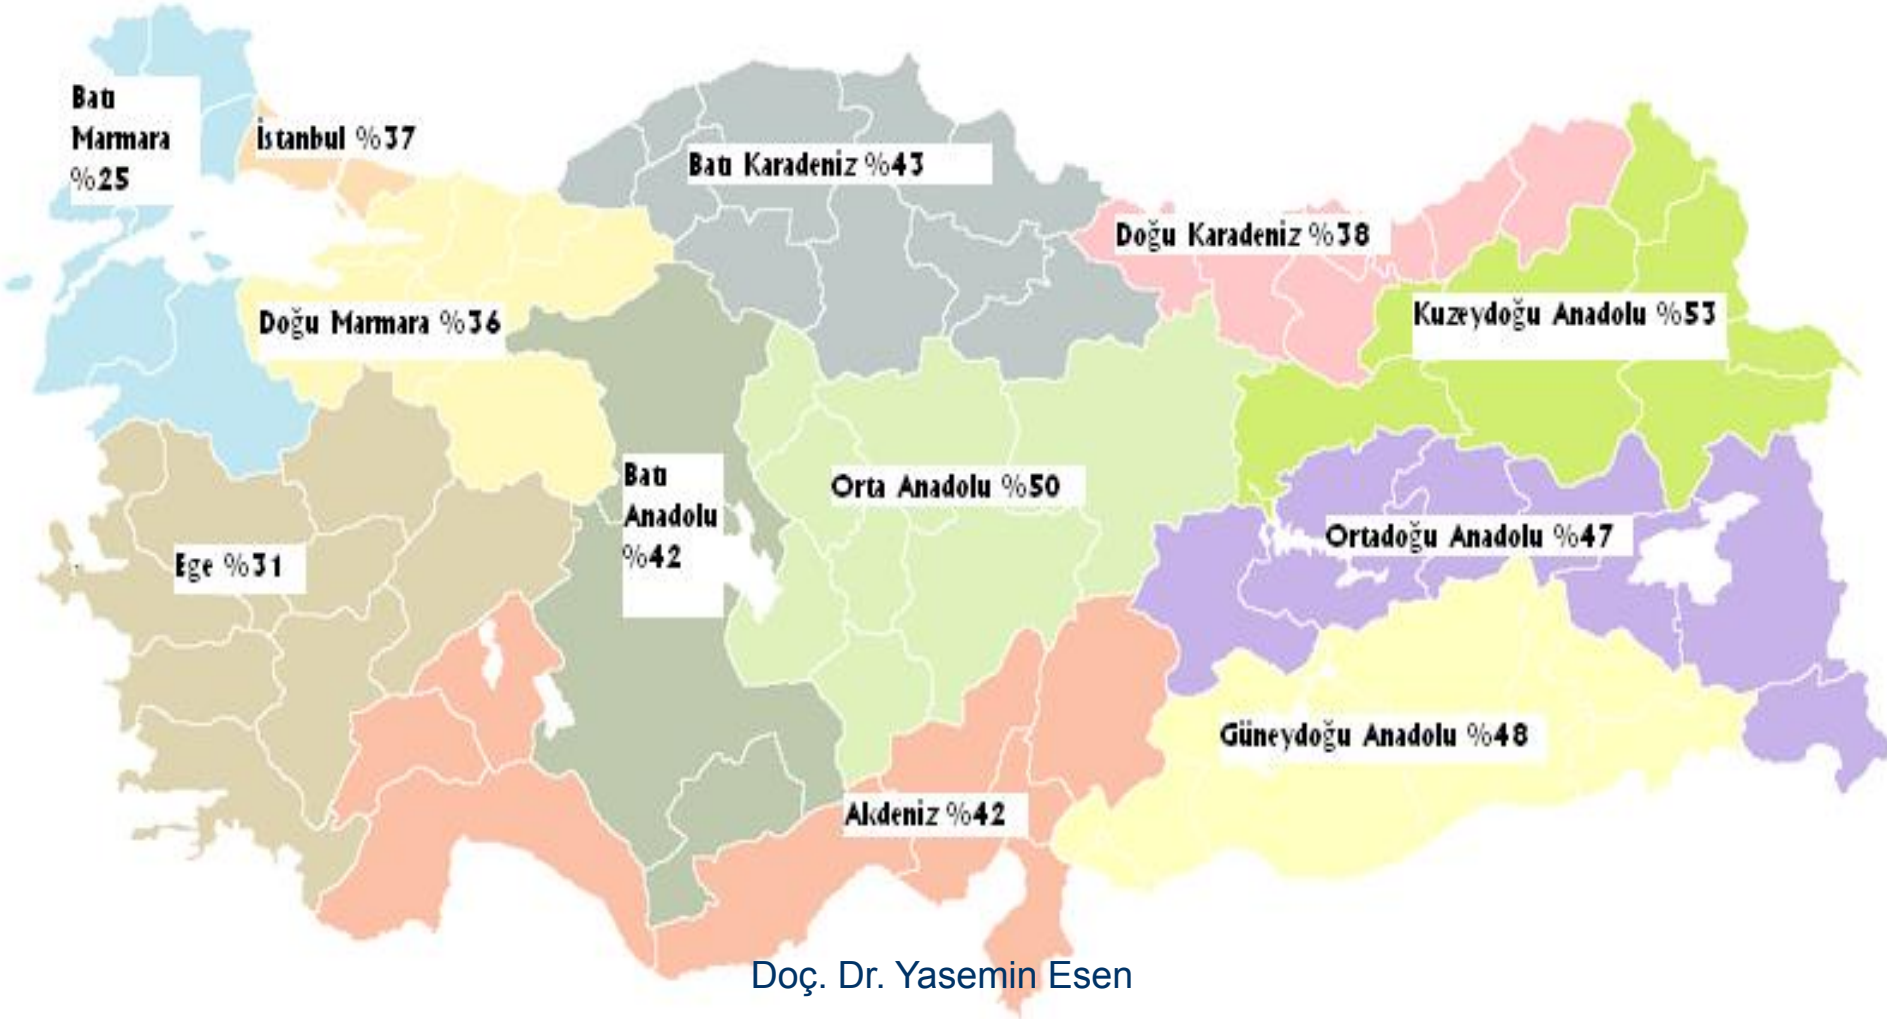 Batı
Marmara
%25
İstanbul %37
Batı Karadeniz %43
Doğu Karadeniz %38
Kuzeydoğu Anadolu %53
Doğu Marmara %36
Batı
Anadolu
%42
Orta Anadolu %50
Ortadoğu Anadolu %47
Ege %31
Güneydoğu Anadolu %48
Akdeniz %42
Doç. Dr. Yasemin Esen